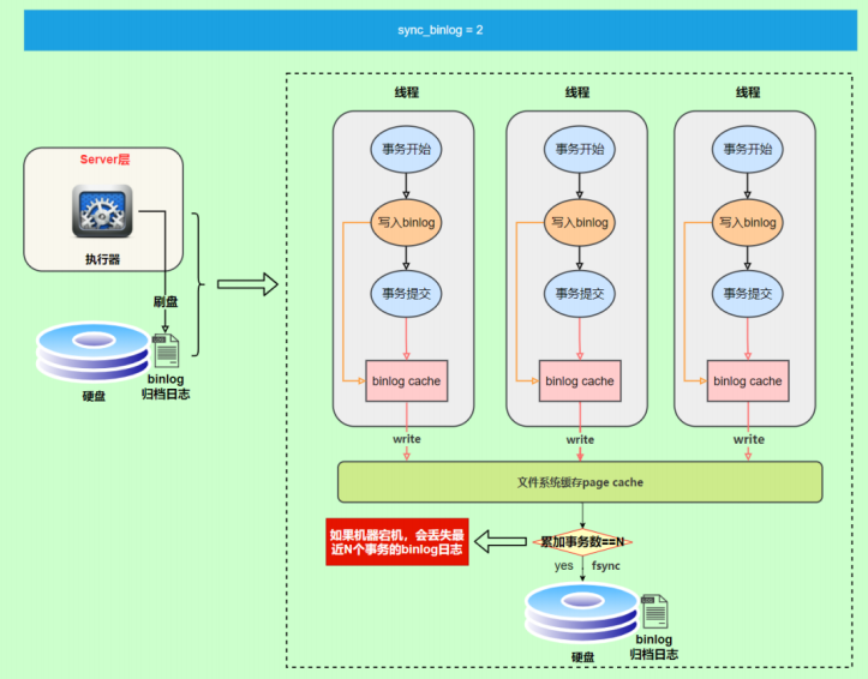 sync_binlog = 2
线程
线程
线程
Server层
执行器
刷盘
硬盘
binlog
归档日志
事务开始
写入binlog
事务提交
binlog cache
write
事务开始
写入binlog
事务提交
binlog cache
write
事务开始
写入binlog
事务提交
binlog cache
write
文件系统缓存page cache
如果机器宕机，会丢失最
近N个事务的binlog日志
累加事务数==N
yes
fsync
硬盘
binlog
归档日志